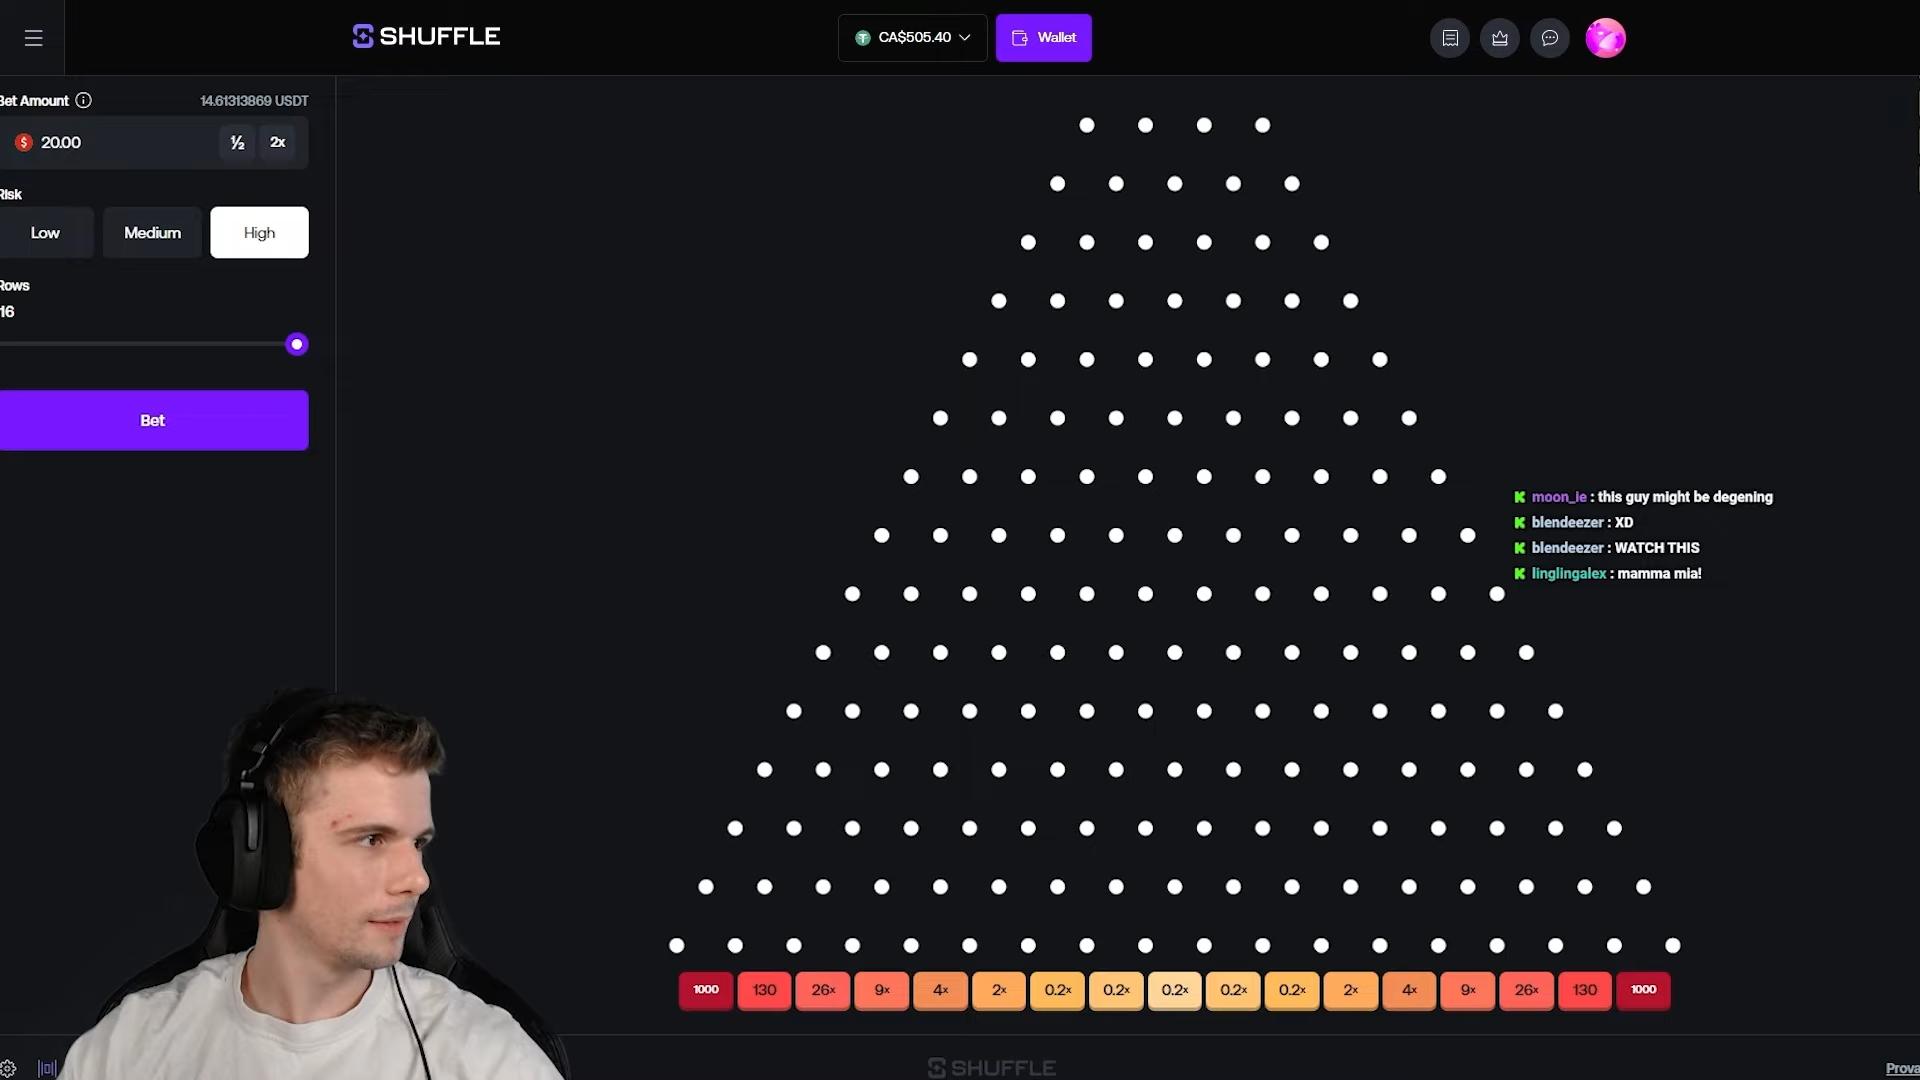 SHUFFLE
CA$505.40
Wallet
Bet Amount
14.61313869 USDT
20.00
½
2x
Risk
Low
Medium
High
Rows
16
Bet
moon_ie : this guy might be degening
blendeezer : XD
blendeezer : WATCH THIS
linglingalex : mamma mia!
1000 130 26x 9x 4x 2x 0.2x 0.2x 0.2x 0.2x 0.2x 2x 4x 9x 26x 130 1000
SHUFFLE
Prova